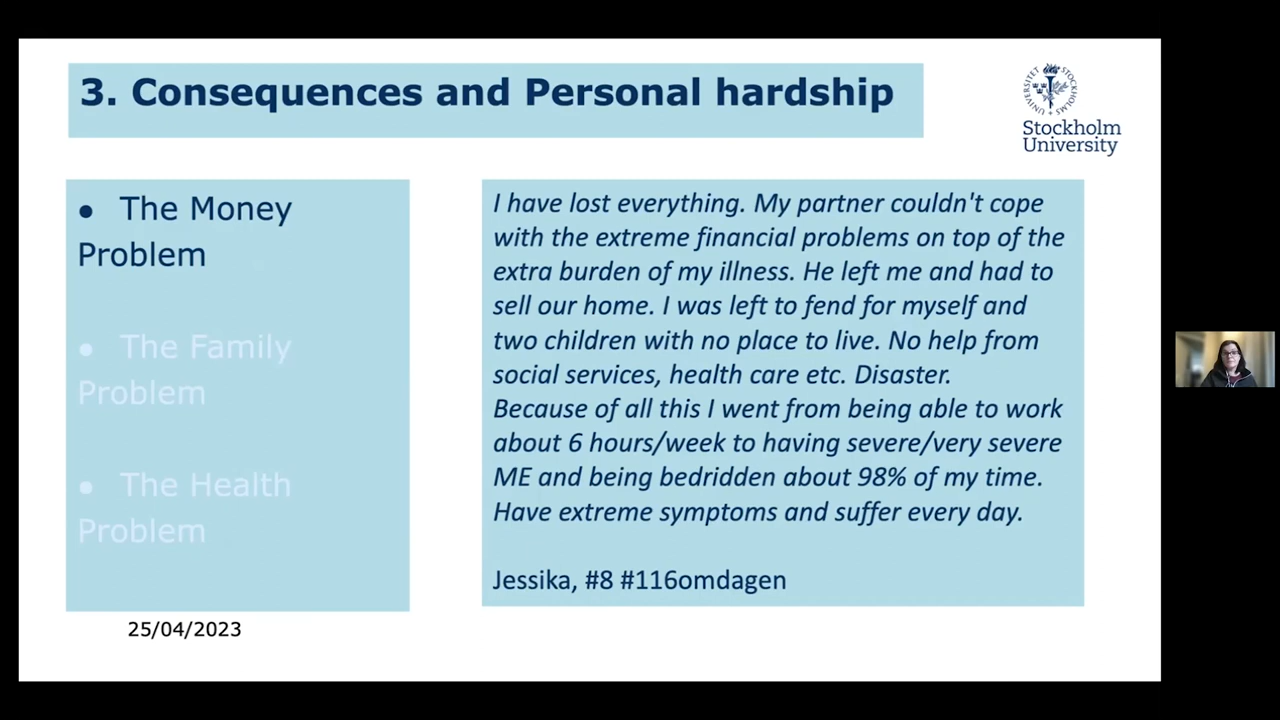 3. Consequences and Personal hardship
Stockholm
University
● The Money
Problem
● The Family
Problem
● The Health
Problem
I have lost everything. My partner couldn't cope
with the extreme financial problems on top of the
extra burden of my illness. He left me and had to
sell our home. I was left to fend for myself and
two children with no place to live. No help from
social services, health care etc. Disaster.
Because of all this I went from being able to work
about 6 hours/week to having severe/very severe
ME and being bedridden about 98% of my time.
Have extreme symptoms and suffer every day.
Jessika, #8 #116omdagen
25/04/2023